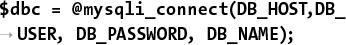 $dbc = @mysqli_connect(DB_HOST,DB_
→USER, DB_PASSWORD, DB_NAME);